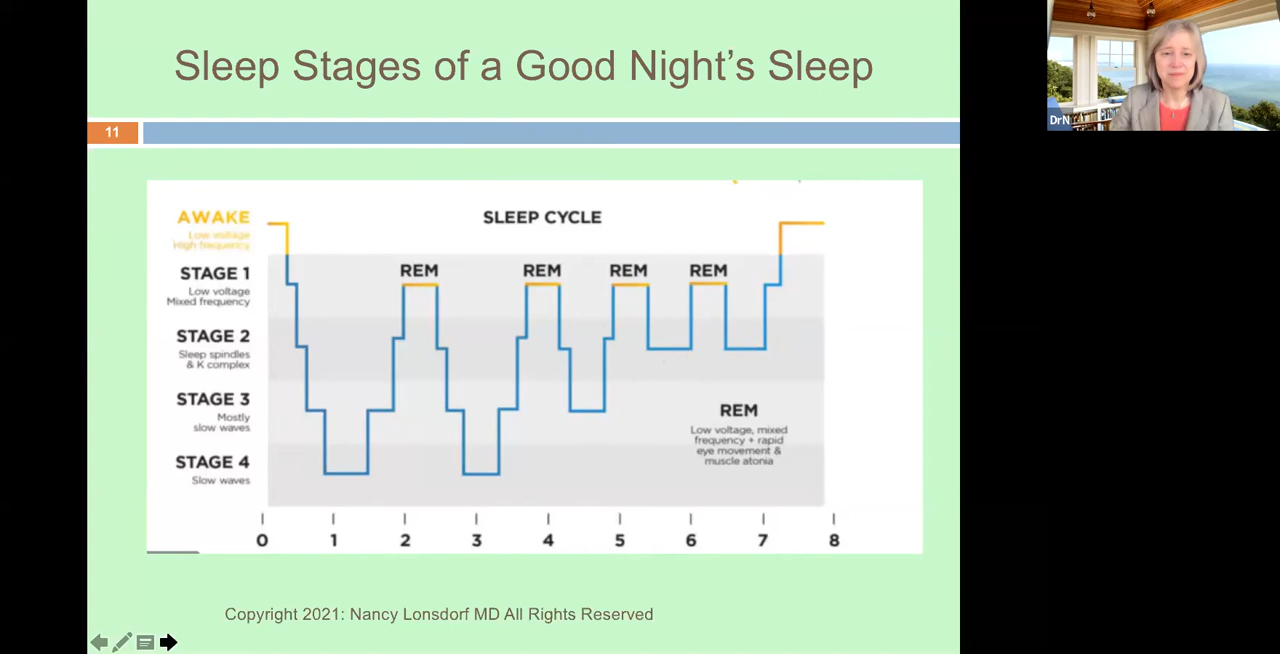 Sleep Stages of a Good Night’s Sleep
DrN
11
AWAKE
Low voltage
High frequency
SLEEP CYCLE
STAGE 1
Low voltage
Mixed frequency
REM
REM
REM
REM
STAGE 2
Sleep spindles
& K complex
STAGE 3
Mostly
slow waves
REM
Low voltage, mixed
frequency + rapid
eye movement &
muscle atonia
STAGE 4
Slow waves
0 1 2 3 4 5 6 7 8
Copyright 2021: Nancy Lonsdorf MD All Rights Reserved